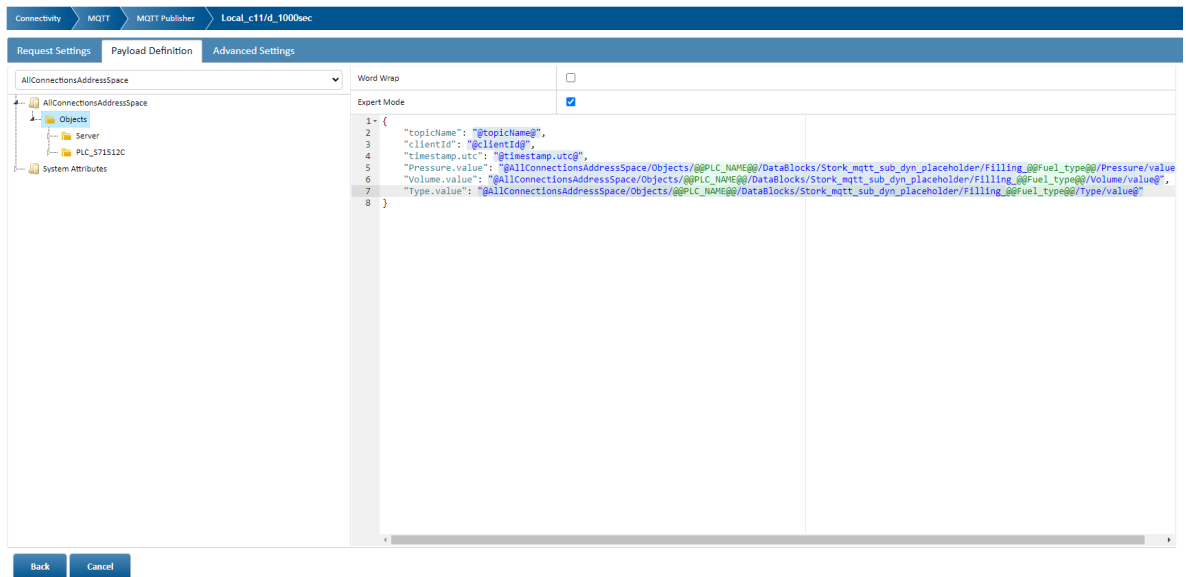 Connectivity MQTT MQTT Publisher Local_c11/d_1000sec
Request Settings Payload Definition Advanced Settings
AllConnectionsAddressSpace
AllConnectionsAddressSpace
Objects
Server
PLC_S71512C
System Attributes
Word Wrap
Expert Mode
1 {
2 "topicName": "@topicName@",
3 "clientId": "@clientId@",
4 "timestamp.utc": "@timestamp.utc@",
5 "Pressure.value": "@AllConnectionsAddressSpace/Objects/@@PLC_NAME@@/DataBlocks/Stork_mqtt_sub_dyn_placeholder/Filling_@@Fuel_type@@/Pressure/value
6 "Volume.value": "@AllConnectionsAddressSpace/Objects/@@PLC_NAME@@/DataBlocks/Stork_mqtt_sub_dyn_placeholder/Filling_@@Fuel_type@@/Volume/value@",
7 "Type.value": "@AllConnectionsAddressSpace/Objects/@@PLC_NAME@@/DataBlocks/Stork_mqtt_sub_dyn_placeholder/Filling_@@Fuel_type@@/Type/value@"
8 }
Back Cancel